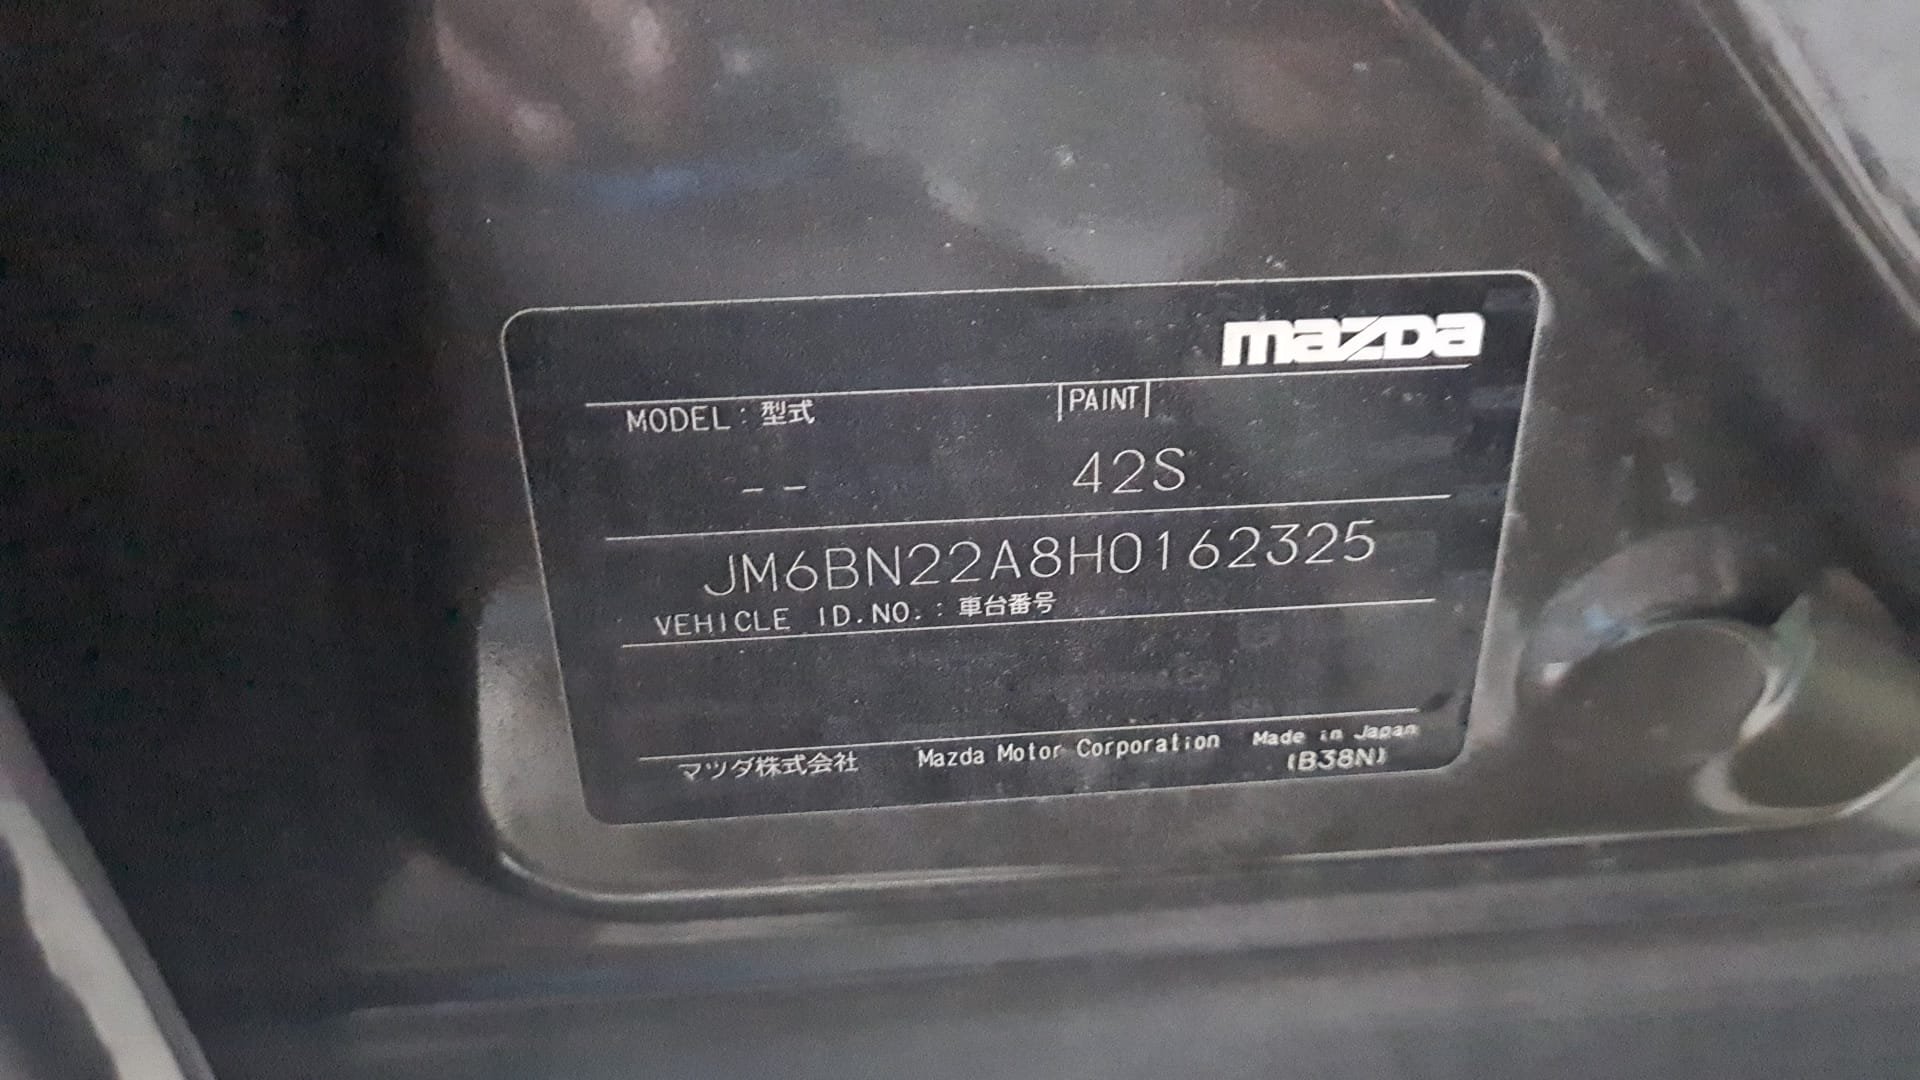 mazda
MODEL : 型式 PAINT
-- 42S
JM6BN22A8H0162325
VEHICLE ID.NO. : 車台番号
マツダ株式会社 Mazda Motor Corporation Made in Japan
(B38N)